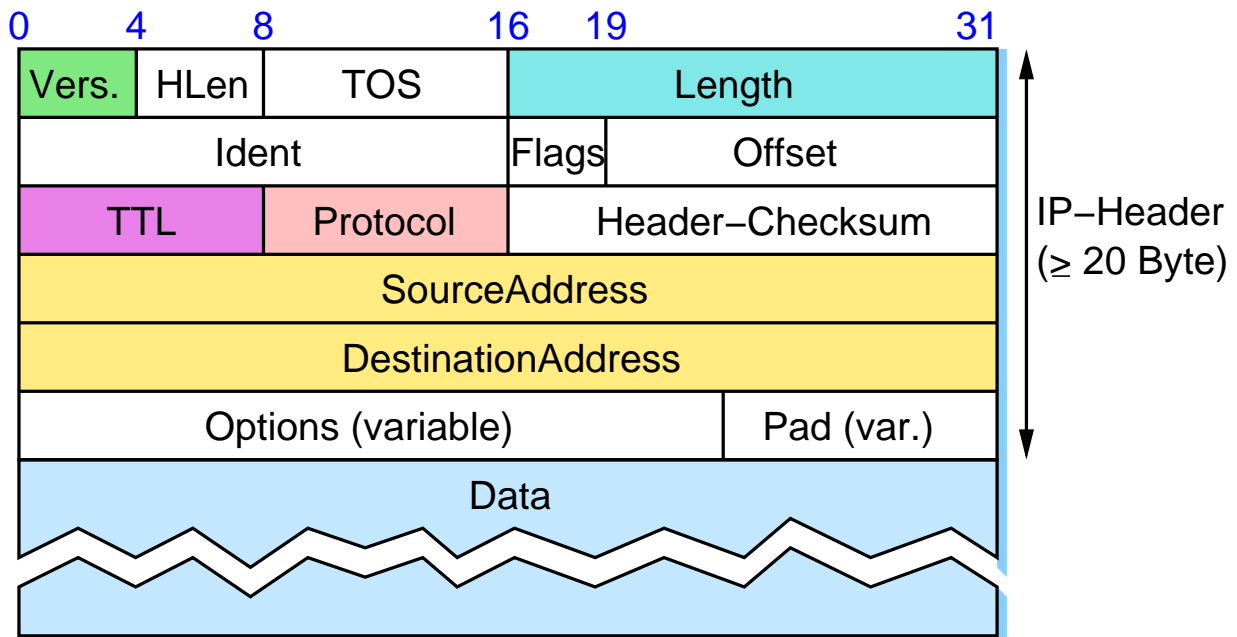 0 4 8 16 19 31
Vers. HLen TOS Length
Ident Flags Offset
TTL Protocol Header−Checksum
IP−Header
(≥ 20 Byte)
SourceAddress
DestinationAddress
Options (variable) Pad (var.)
Data